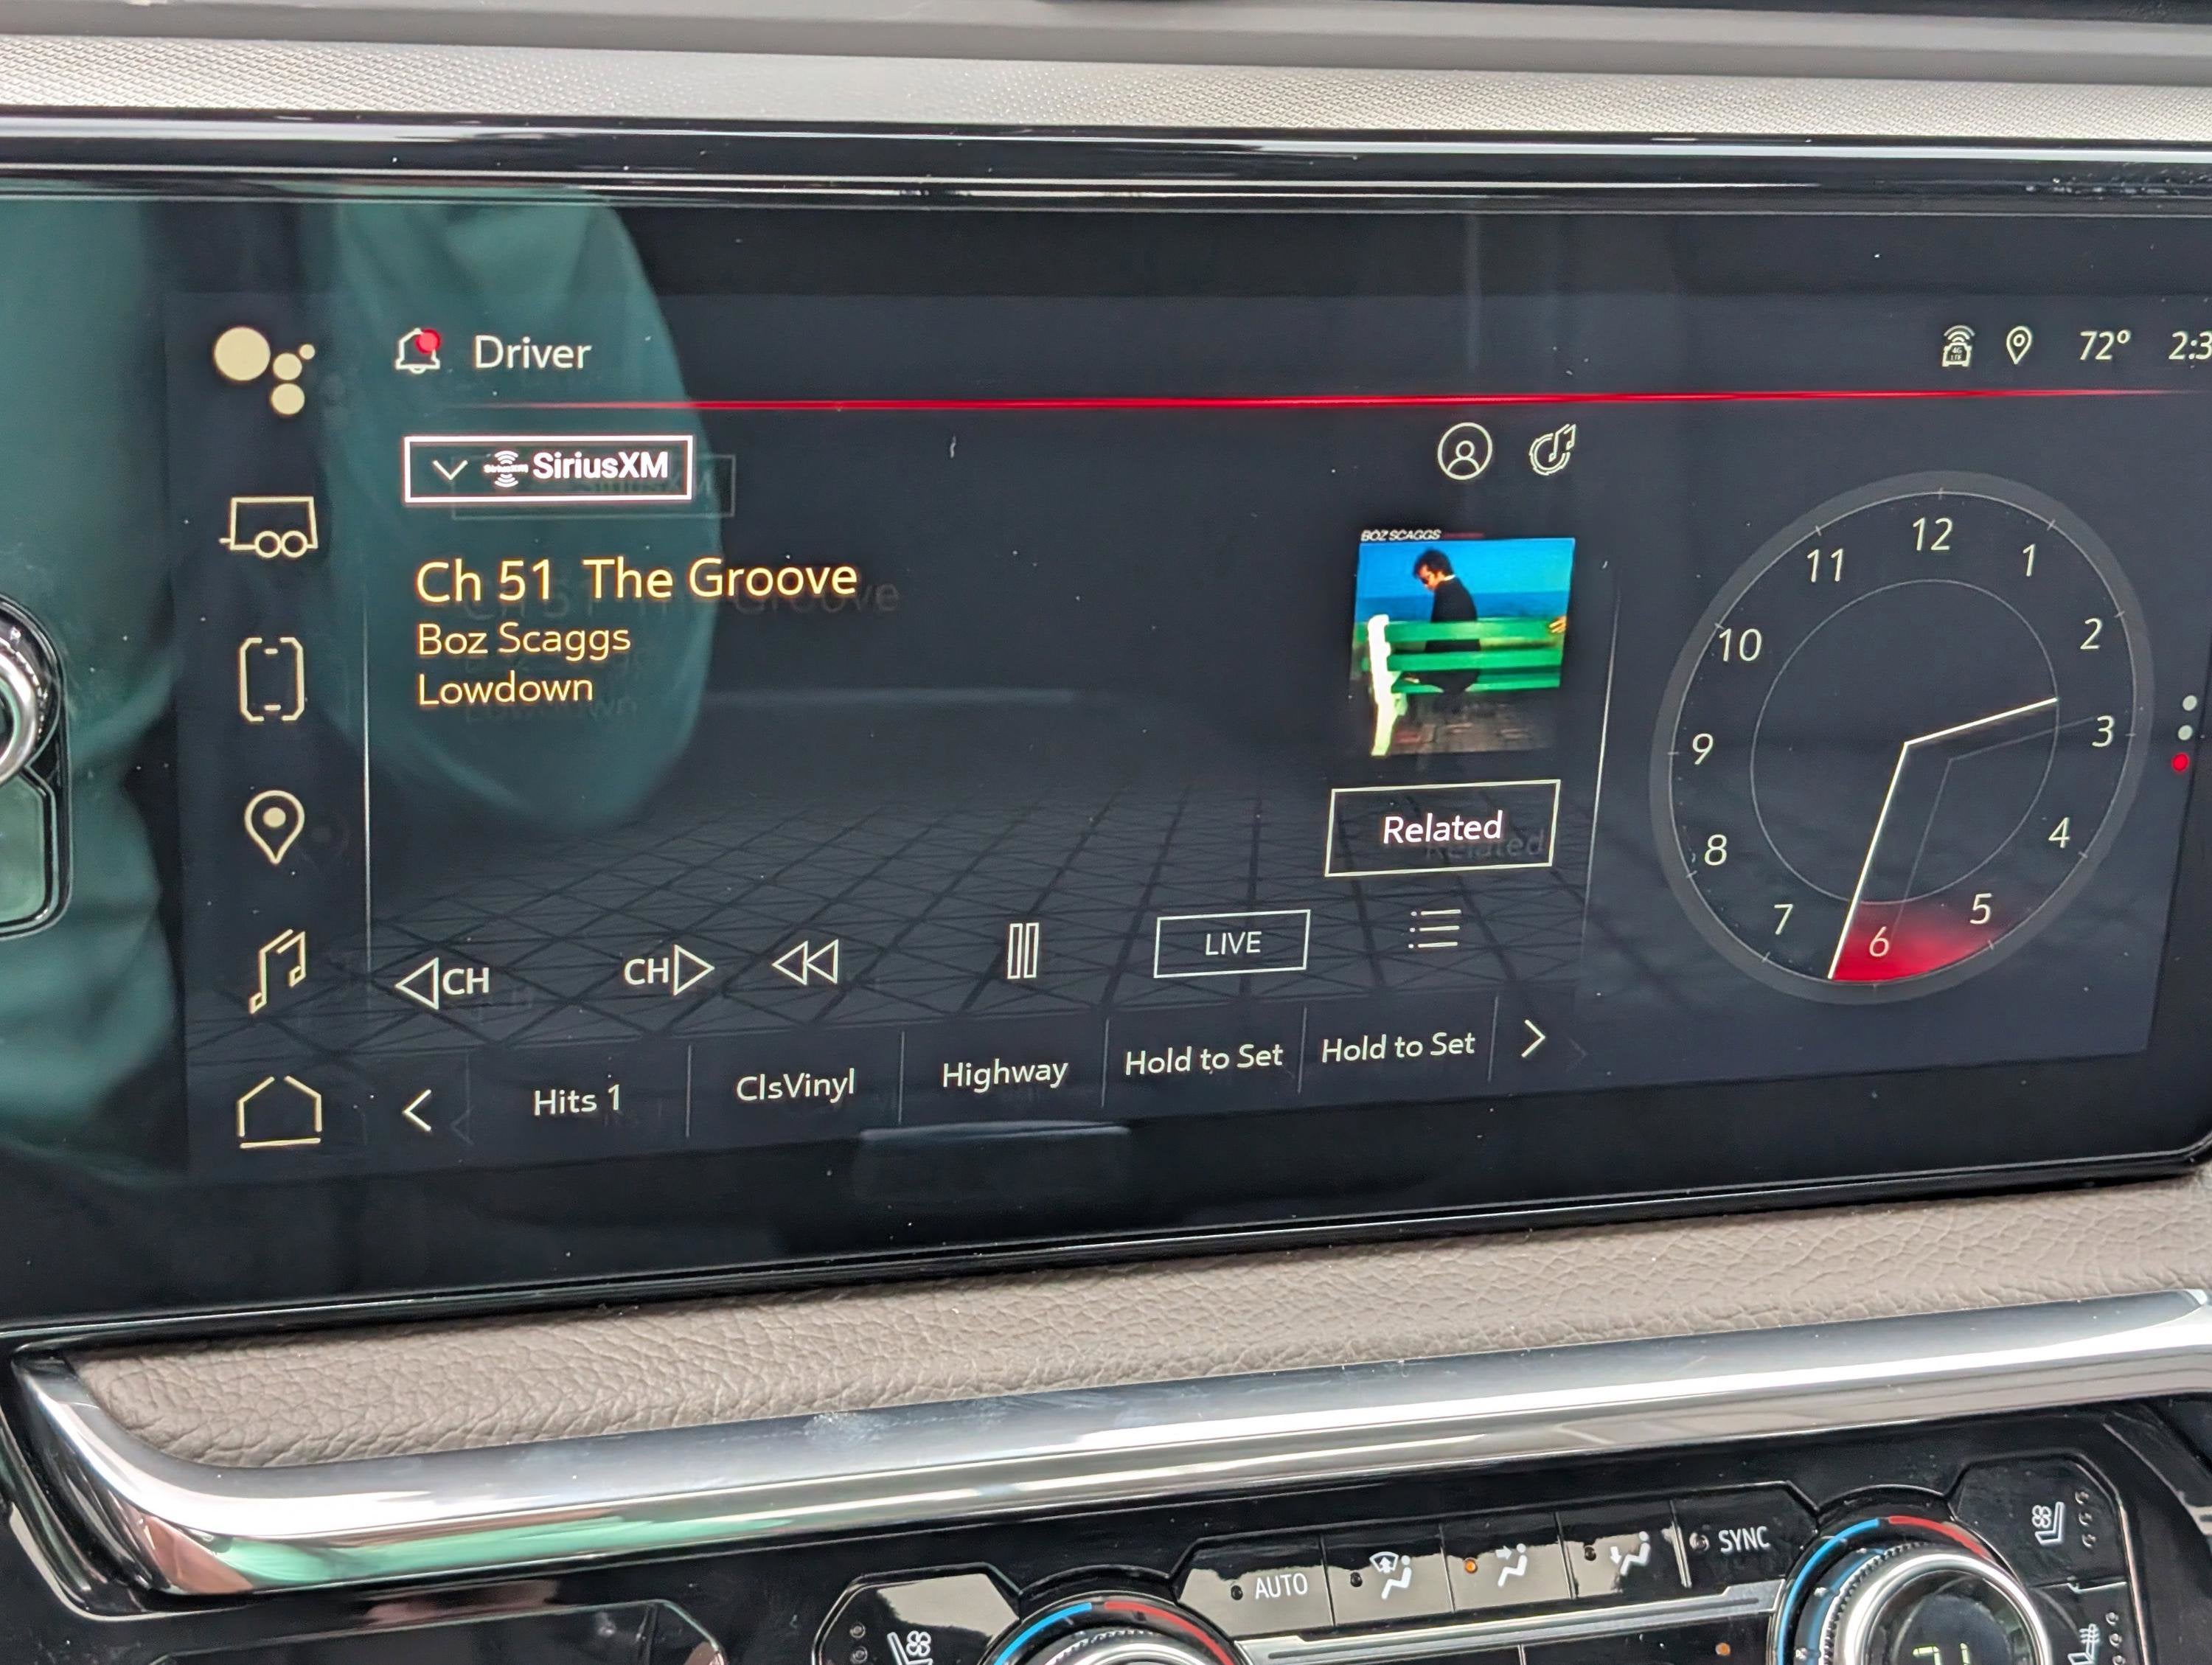 Driver
72°
SiriusXM
Ch 51 The Groove
Boz Scaggs
Lowdown
BOZ SCAGGS
Related
CH
CH
LIVE
Hits 1
ClsVinyl
Highway
Hold to Set
Hold to Set
12
1
2
3
4
5
6
7
8
9
10
11
AUTO
SYNC